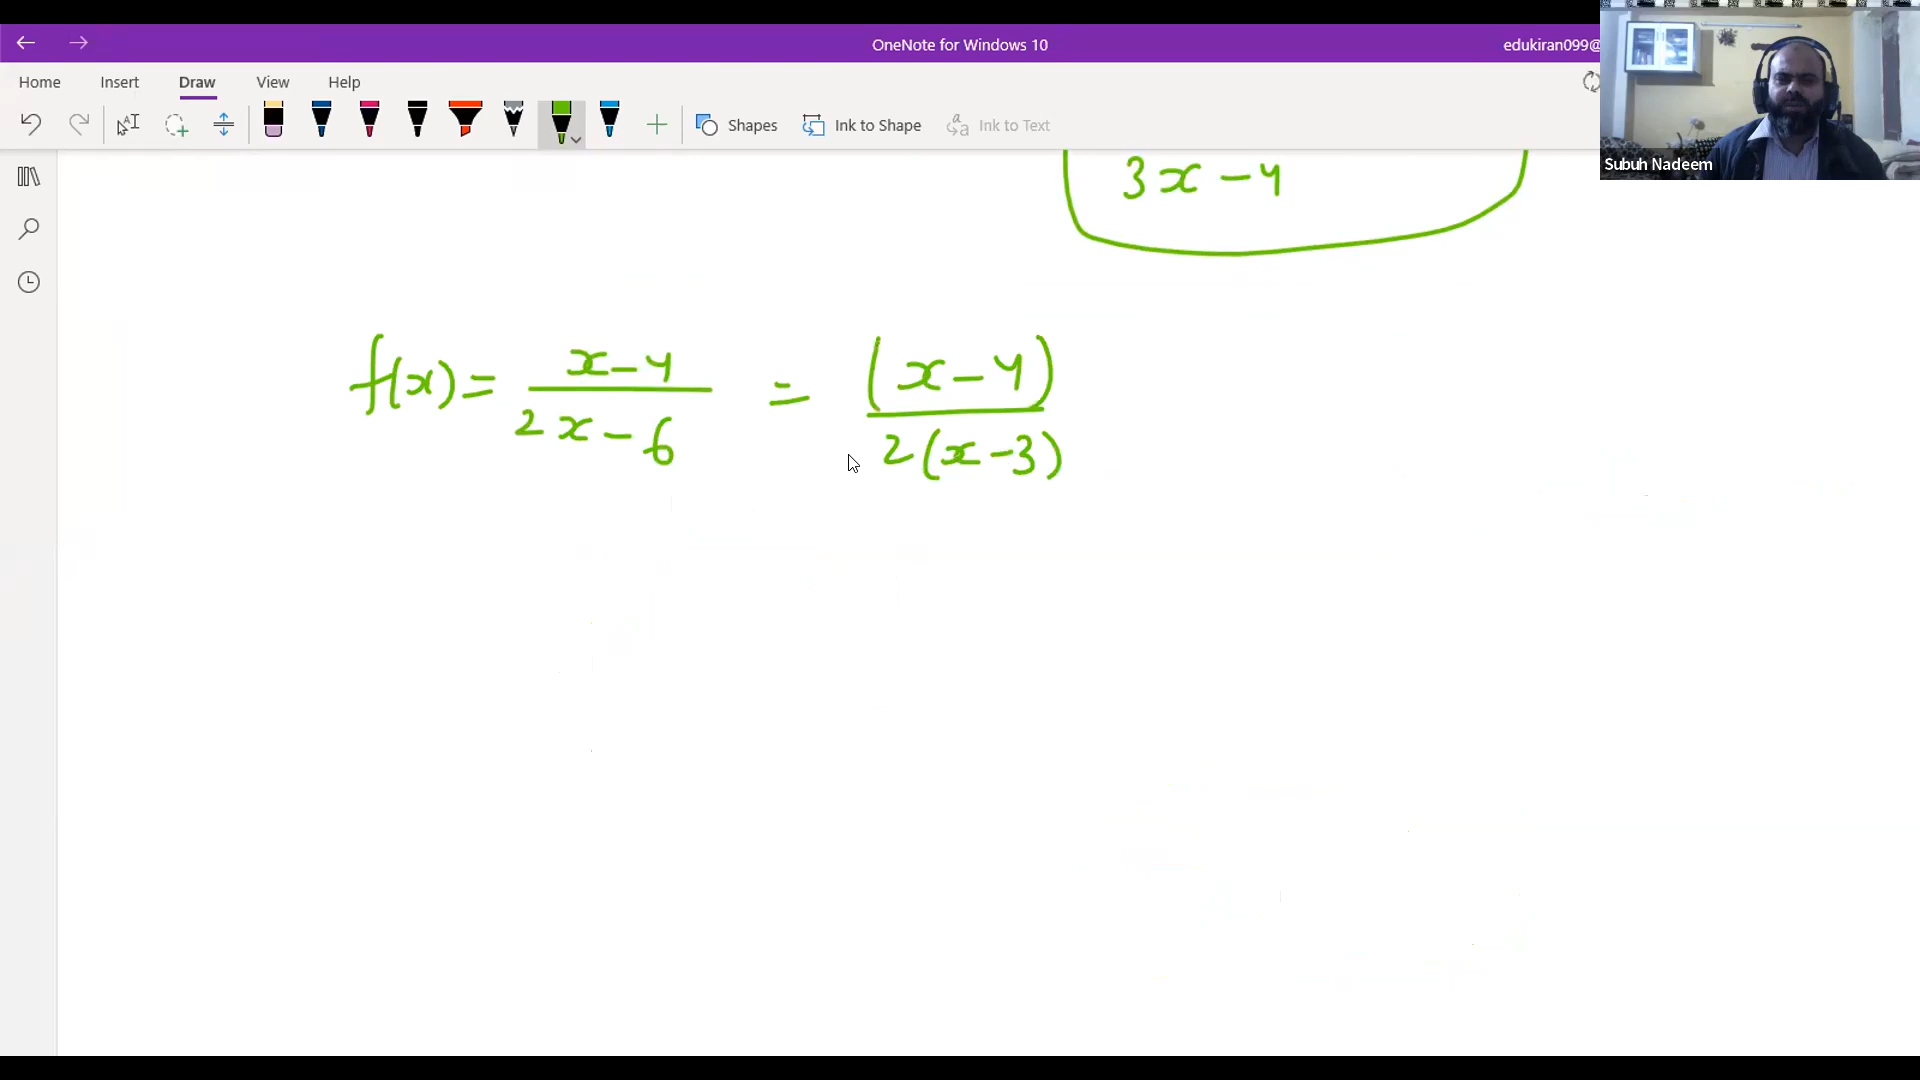 OneNote for Windows 10
edukiran099@
Home Insert Draw View Help
Shapes Ink to Shape Ink to Text
Subuh Nadeem
3x-4
f(x) = x-4 / 2x-6 = (x-4) / 2(x-3)